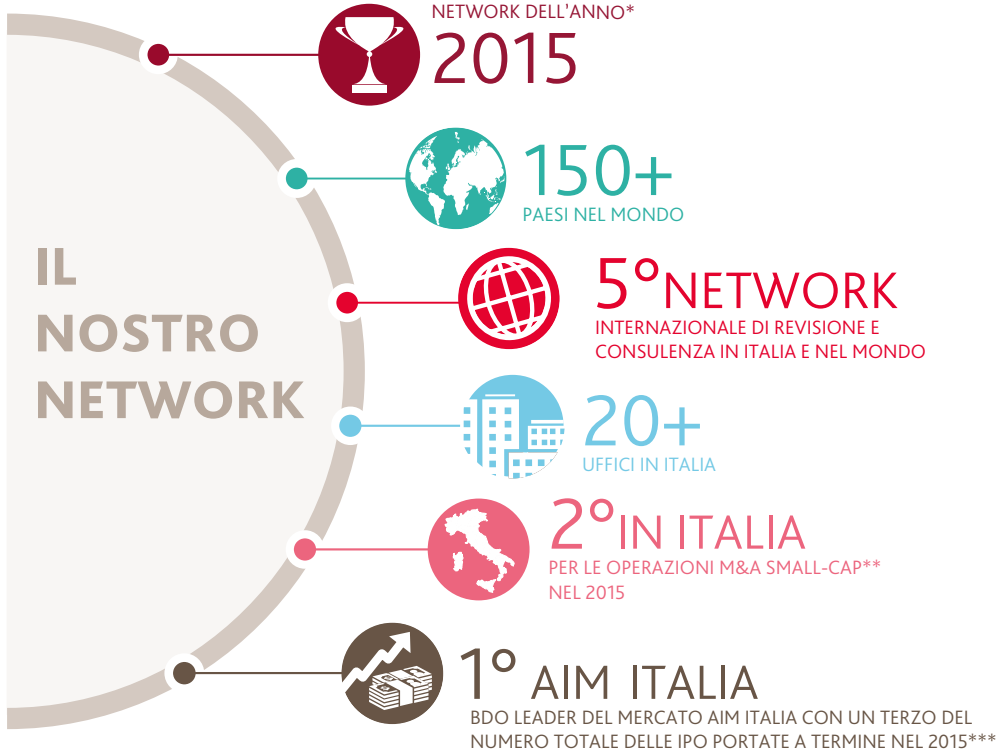 IL
NOSTRO
NETWORK
NETWORK DELL'ANNO*
2015
150+
PAESI NEL MONDO
5° NETWORK
INTERNAZIONALE DI REVISIONE E
CONSULENZA IN ITALIA E NEL MONDO
20+
UFFICI IN ITALIA
2° IN ITALIA
PER LE OPERAZIONI M&A SMALL-CAP**
NEL 2015
1° AIM ITALIA
BDO LEADER DEL MERCATO AIM ITALIA CON UN TERZO DEL
NUMERO TOTALE DELLE IPO PORTATE A TERMINE NEL 2015***